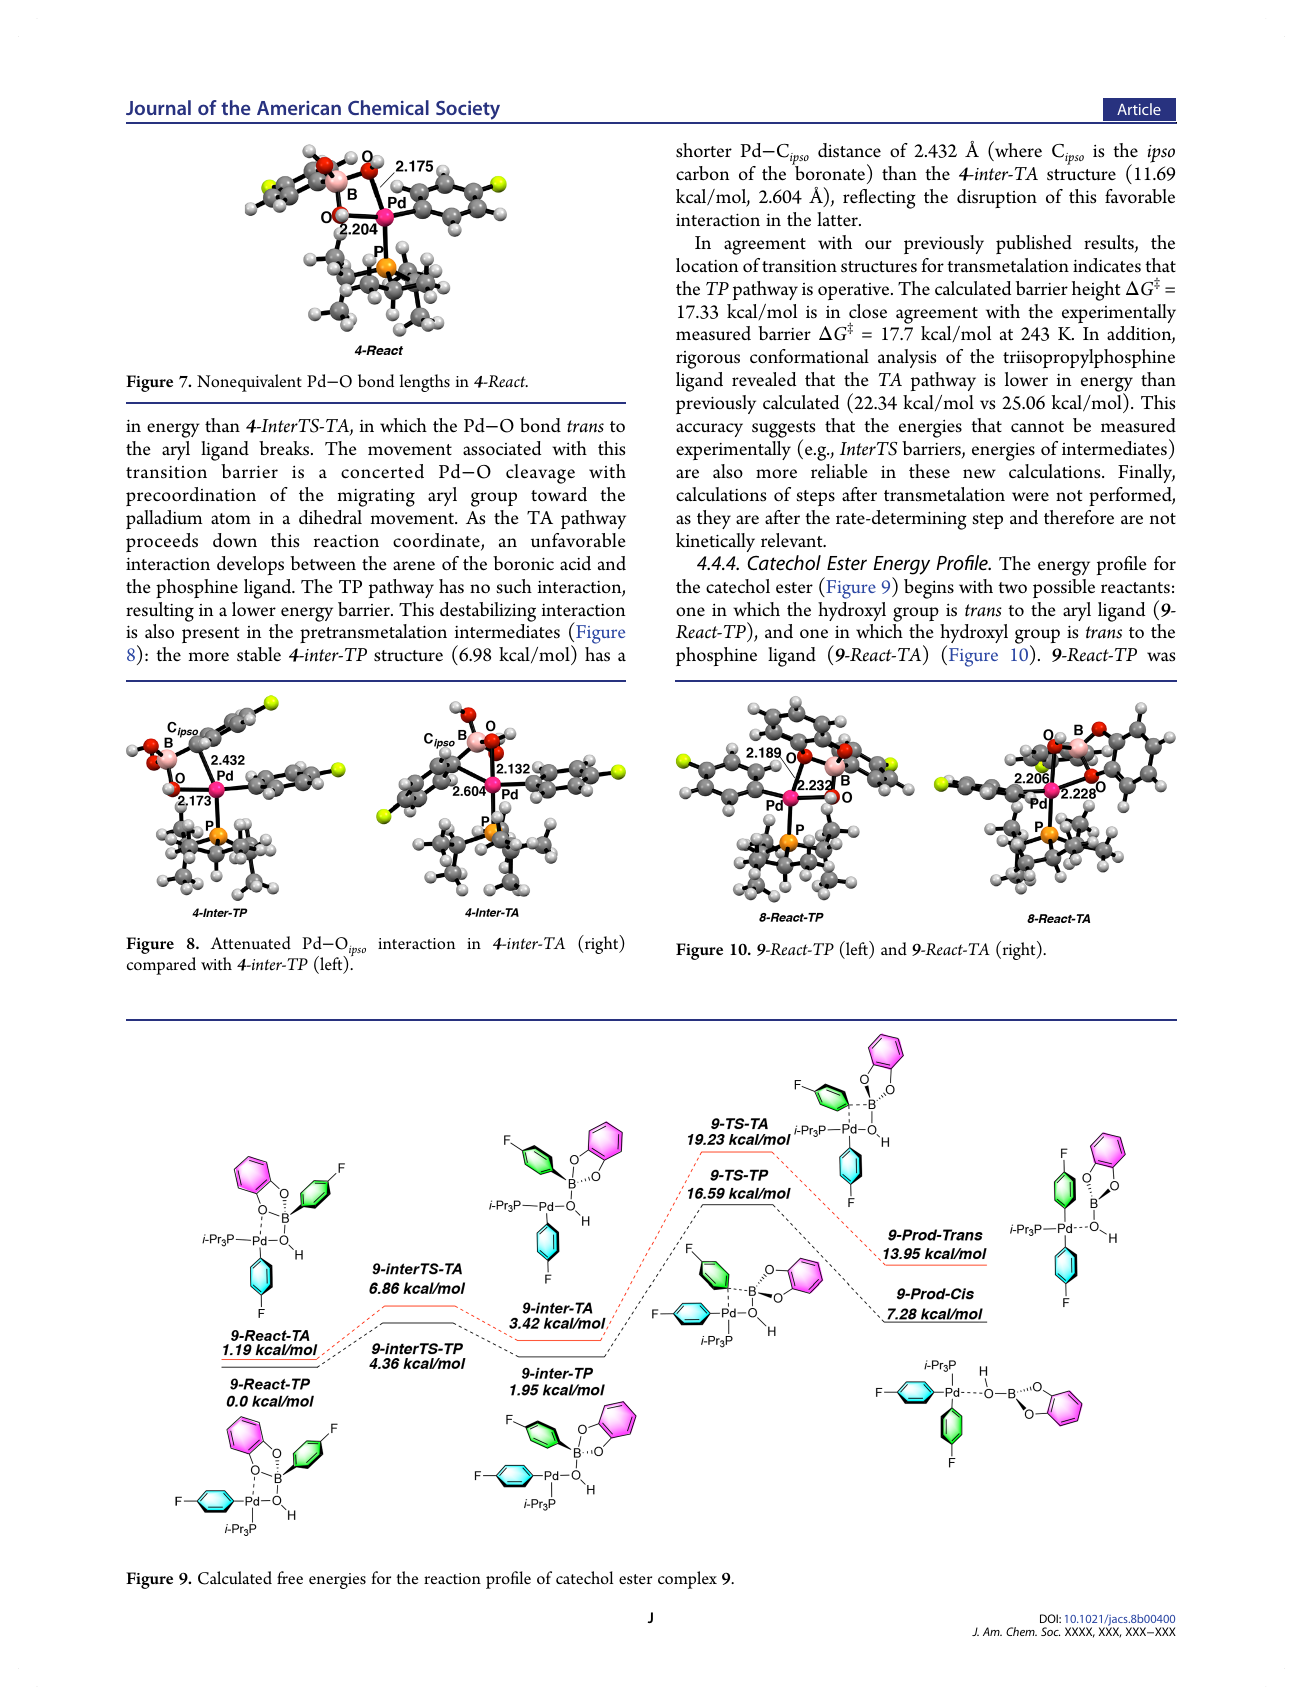 Journal of the American Chemical Society
Article
O
2.175
B
Pd
O
2.204
P
4-React
Figure 7. Nonequivalent Pd−O bond lengths in 4-React.
in energy than 4-InterTS-TA, in which the Pd−O bond trans to
the aryl ligand breaks. The movement associated with this
transition barrier is a concerted Pd−O cleavage with
precoordination of the migrating aryl group toward the
palladium atom in a dihedral movement. As the TA pathway
proceeds down this reaction coordinate, an unfavorable
interaction develops between the arene of the boronic acid and
the phosphine ligand. The TP pathway has no such interaction,
resulting in a lower energy barrier. This destabilizing interaction
is also present in the pretransmetalation intermediates (Figure
8): the more stable 4-inter-TP structure (6.98 kcal/mol) has a
shorter Pd−Cipso distance of 2.432 Å (where Cipso is the ipso
carbon of the boronate) than the 4-inter-TA structure (11.69
kcal/mol, 2.604 Å), reflecting the disruption of this favorable
interaction in the latter.
In agreement with our previously published results, the
location of transition structures for transmetalation indicates that
the TP pathway is operative. The calculated barrier height ΔG‡ =
17.33 kcal/mol is in close agreement with the experimentally
measured barrier ΔG‡ = 17.7 kcal/mol at 243 K. In addition,
rigorous conformational analysis of the triisopropylphosphine
ligand revealed that the TA pathway is lower in energy than
previously calculated (22.34 kcal/mol vs 25.06 kcal/mol). This
accuracy suggests that the energies that cannot be measured
experimentally (e.g., InterTS barriers, energies of intermediates)
are also more reliable in these new calculations. Finally,
calculations of steps after transmetalation were not performed,
as they are after the rate-determining step and therefore are not
kinetically relevant.
4.4.4. Catechol Ester Energy Profile. The energy profile for
the catechol ester (Figure 9) begins with two possible reactants:
one in which the hydroxyl group is trans to the aryl ligand (9-
React-TP), and one in which the hydroxyl group is trans to the
phosphine ligand (9-React-TA) (Figure 10). 9-React-TP was
Cipso
B
2.432
O
Pd
2.173
P
4-Inter-TP
Cipso
B
O
2.132
2.604
Pd
P
4-Inter-TA
Figure 8. Attenuated Pd−Oipso interaction in 4-inter-TA (right)
compared with 4-inter-TP (left).
2.189
O
2.232
B
Pd
O
P
8-React-TP
B
O
2.206
O
2.228
Pd
P
8-React-TA
Figure 10. 9-React-TP (left) and 9-React-TA (right).
F
O
O
B
i-Pr3P
Pd
O
H
F
9-React-TA
1.19 kcal/mol
9-React-TP
0.0 kcal/mol
F
O
O
B
F
Pd
O
H
i-Pr3P
9-interTS-TA
6.86 kcal/mol
9-interTS-TP
4.36 kcal/mol
F
O
O
B
i-Pr3P
Pd
O
H
F
9-inter-TA
3.42 kcal/mol
9-inter-TP
1.95 kcal/mol
F
O
O
B
F
Pd
O
H
i-Pr3P
9-TS-TA
19.23 kcal/mol
9-TS-TP
16.59 kcal/mol
F
O
O
B
i-Pr3P
Pd
O
H
F
F
O
O
B
F
Pd
O
H
i-Pr3P
9-Prod-Trans
13.95 kcal/mol
9-Prod-Cis
7.28 kcal/mol
F
O
O
B
i-Pr3P
Pd
O
H
F
i-Pr3P
H
F
Pd
O
B
O
O
F
Figure 9. Calculated free energies for the reaction profile of catechol ester complex 9.
J
DOI: 10.1021/jacs.8b00400
J. Am. Chem. Soc. XXXX, XXX, XXX−XXX